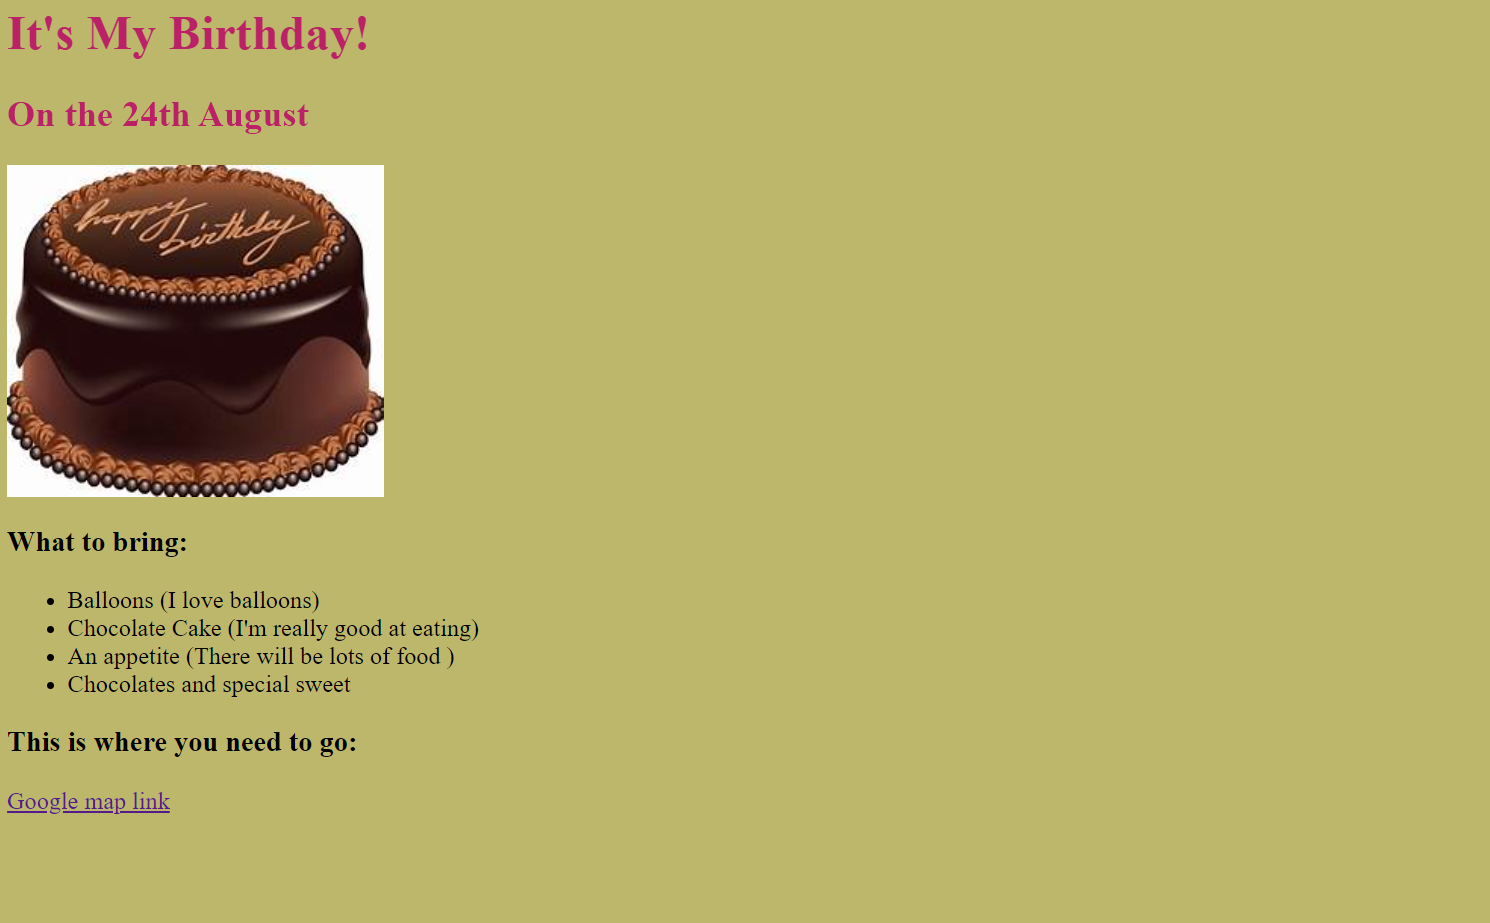 It's My Birthday!
On the 24th August
happy
birthday
What to bring:
Balloons (I love balloons)
Chocolate Cake (I'm really good at eating)
An appetite (There will be lots of food )
Chocolates and special sweet
This is where you need to go:
Google map link